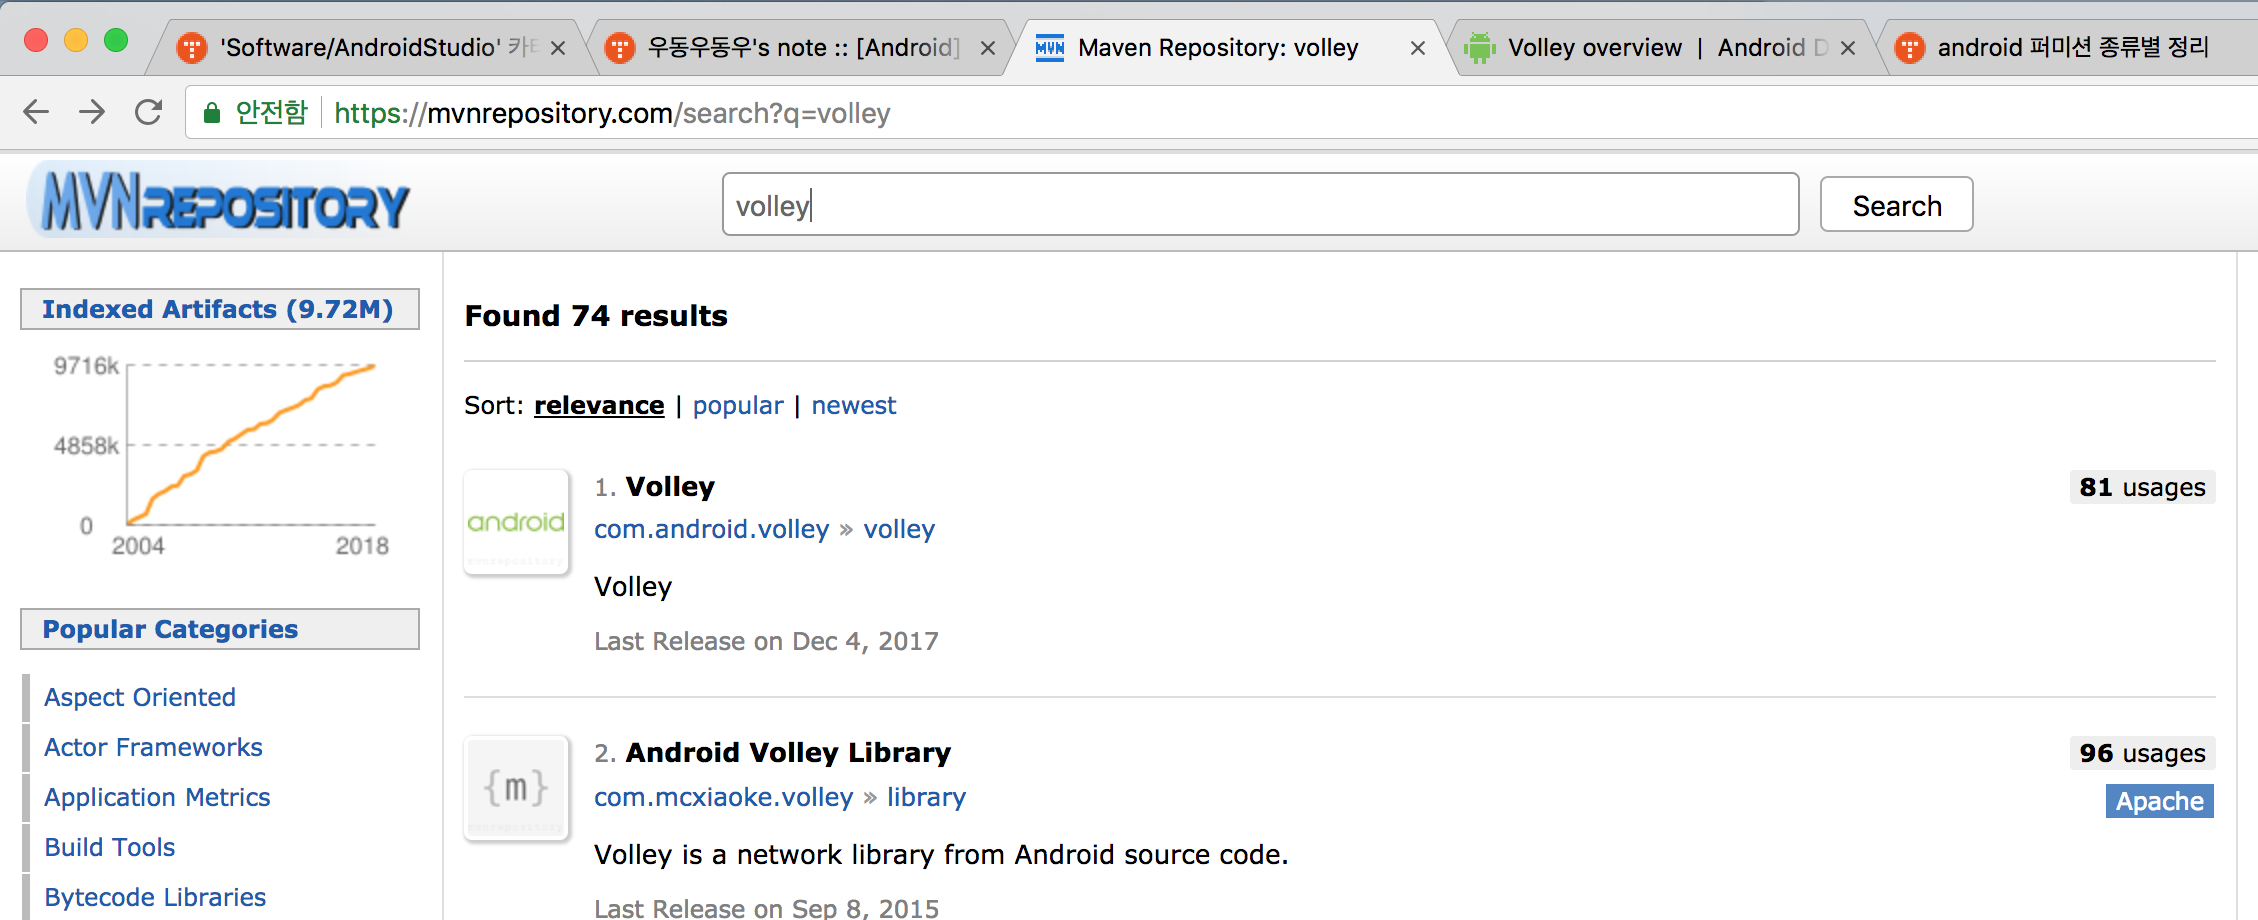 'Software/AndroidStudio' 카테
우동우동우's note :: [Android]
Maven Repository: volley
Volley overview | Android D
android 퍼미션 종류별 정리
안전함
https://mvnrepository.com/search?q=volley
MVNREPOSITORY
volley
Search
Indexed Artifacts (9.72M)
9716k
4858k
0
2004
2018
Popular Categories
Aspect Oriented
Actor Frameworks
Application Metrics
Build Tools
Bytecode Libraries
Found 74 results
Sort: relevance | popular | newest
android
mvnrepository
1. Volley
81 usages
com.android.volley » volley
Volley
Last Release on Dec 4, 2017
{m}
mvnrepository
2. Android Volley Library
96 usages
com.mcxiaoke.volley » library
Apache
Volley is a network library from Android source code.
Last Release on Sep 8, 2015